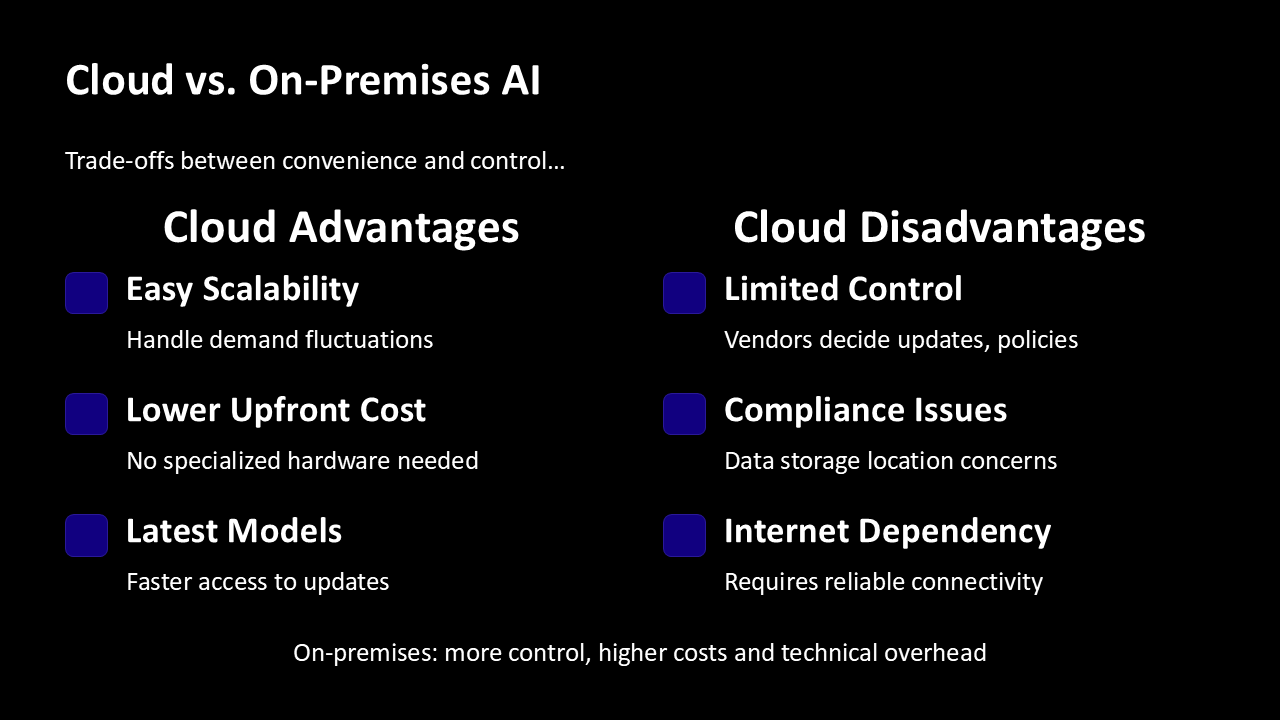 Cloud vs. On-Premises AI
Trade-offs between convenience and control...
Cloud Advantages
Easy Scalability
Handle demand fluctuations
Lower Upfront Cost
No specialized hardware needed
Latest Models
Faster access to updates
Cloud Disadvantages
Limited Control
Vendors decide updates, policies
Compliance Issues
Data storage location concerns
Internet Dependency
Requires reliable connectivity
On-premises: more control, higher costs and technical overhead